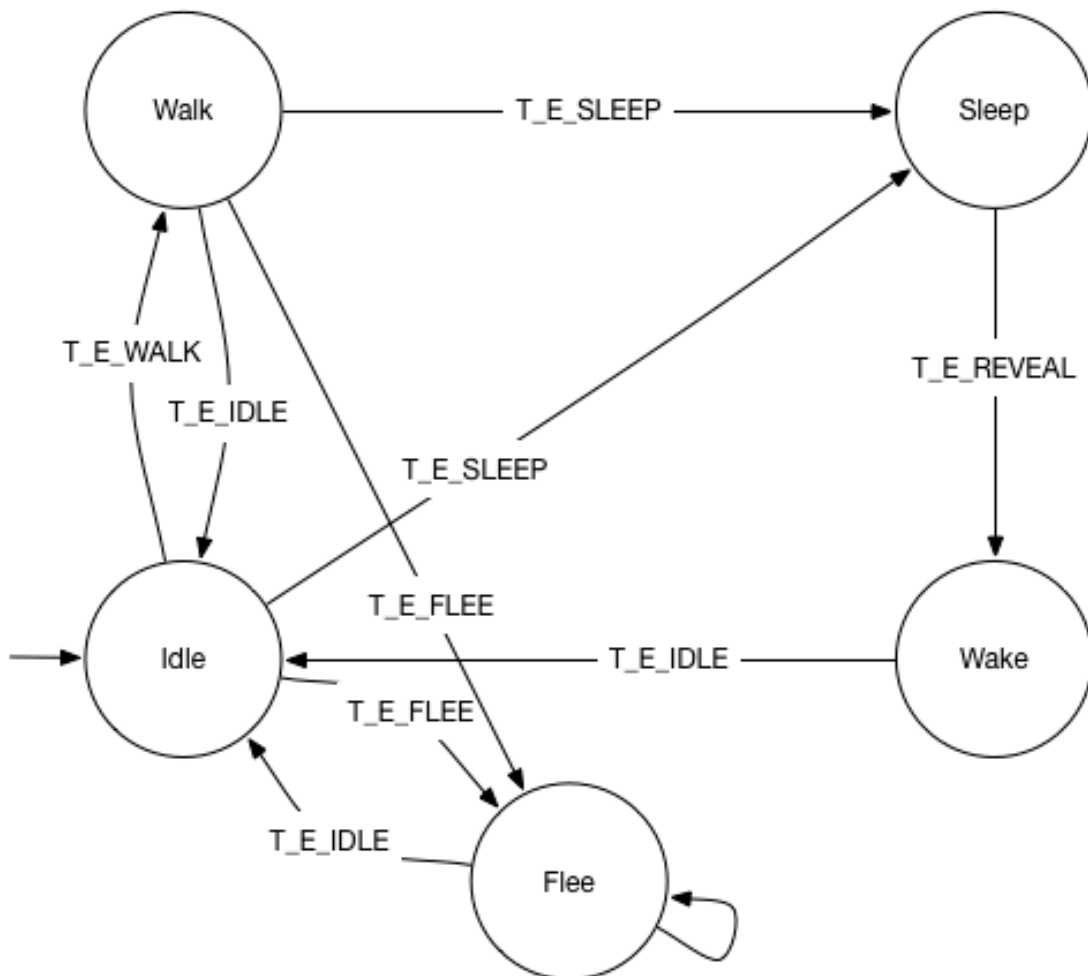 Walk
T_E_SLEEP
Sleep
T_E_WALK
T_E_REVEAL
T_E_IDLE
T_E_SLEEP
T_E_FLEE
Idle
T_E_IDLE
Wake
T_E_FLEE
T_E_IDLE
Flee